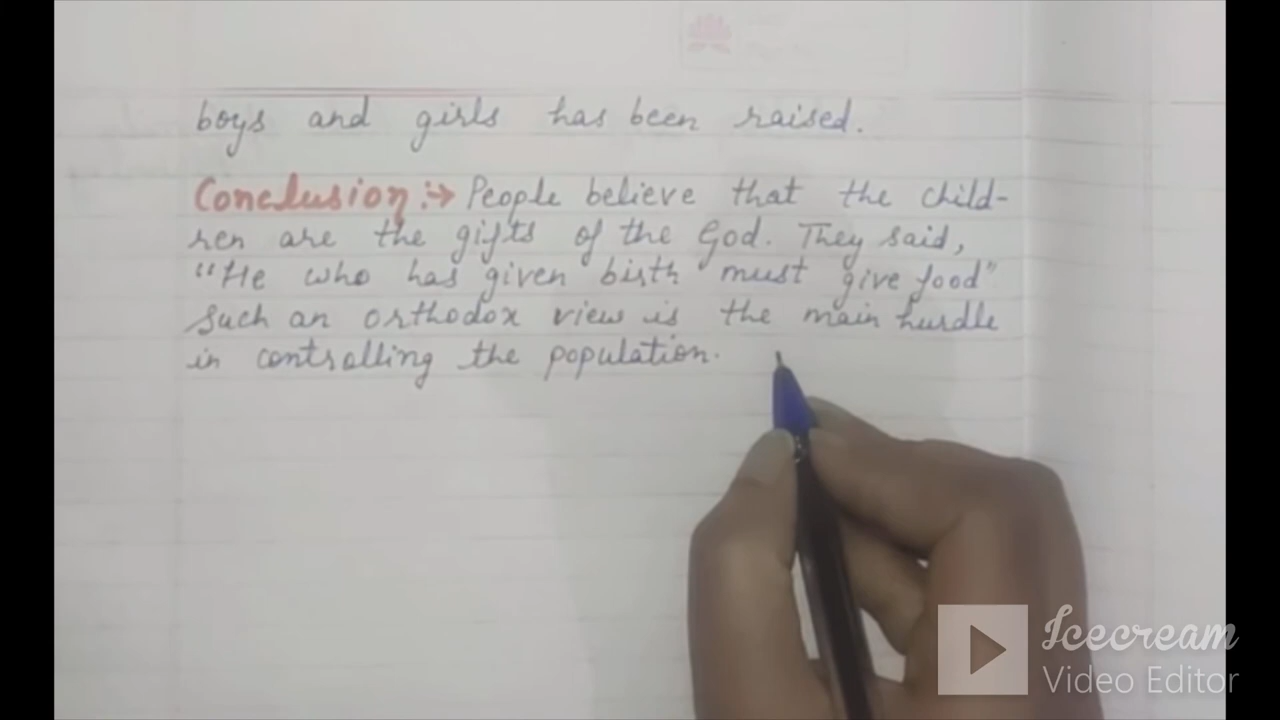 boys and girls has been raised.
Conclusion :→ People believe that the child-
ren are the gifts of the God. They said,
"He who has given birth must give food"
Such an orthodox view is the main hurdle
in controlling the population.
Icecream
Video Editor